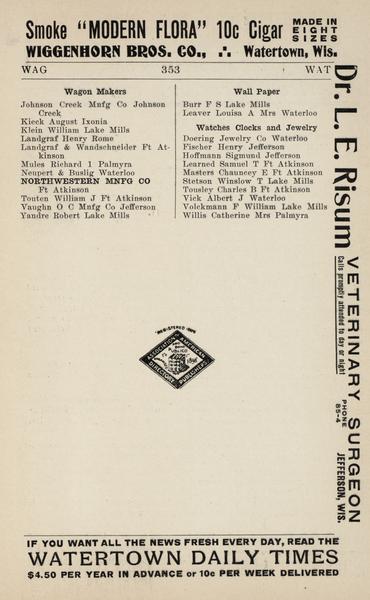 Smoke "MODERN FLORA" 10c Cigar MADE IN EIGHT SIZES
WIGGENHORN BROS. CO., ∴ Watertown, Wis.
WAG 353 WAT
Wagon Makers
Johnson Creek Mnfg Co Johnson
Creek
Kieck August Ixonia
Klein William Lake Mills
Landgraf Henry Rome
Landgraf & Wandschneider Ft At-
kinson
Mules Richard 1 Palmyra
Neupert & Buslig Waterloo
NORTHWESTERN MNFG CO
Ft Atkinson
Touten William J Ft Atkinson
Vaughn O C Mnfg Co Jefferson
Yandre Robert Lake Mills
Wall Paper
Burr F S Lake Mills
Leaver Louisa A Mrs Waterloo
Watches Clocks and Jewelry
Doering Jewelry Co Waterloo
Fischer Henry Jefferson
Hoffmann Sigmund Jefferson
Learned Samuel T Ft Atkinson
Masters Chauncey E Ft Atkinson
Stetson Winslow T Lake Mills
Tousley Charles B Ft Atkinson
Vick Albert J Waterloo
Volckmann F William Lake Mills
Willis Catherine Mrs Palmyra
Dr. L. E. Risum
VETERINARY SURGEON
Calls promptly attended to day or night
PHONE
85-4
JEFFERSON, WIS.
ASSOCIATION OF AMERICAN
DIRECTORY PUBLISHERS
1898
IF YOU WANT ALL THE NEWS FRESH EVERY DAY, READ THE
WATERTOWN DAILY TIMES
$4.50 PER YEAR IN ADVANCE or 10c PER WEEK DELIVERED